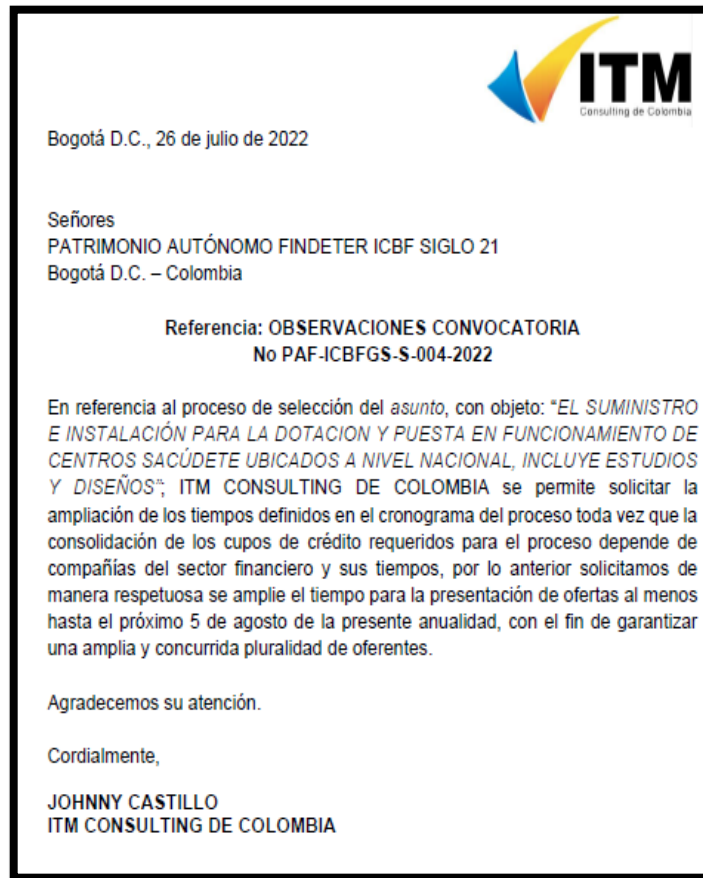 ITM
Consulting de Colombia
Bogotá D.C., 26 de julio de 2022
Señores
PATRIMONIO AUTÓNOMO FINDETER ICBF SIGLO 21
Bogotá D.C. – Colombia
Referencia: OBSERVACIONES CONVOCATORIA
No PAF-ICBFGS-S-004-2022
En referencia al proceso de selección del asunto, con objeto: “EL SUMINISTRO
E INSTALACIÓN PARA LA DOTACION Y PUESTA EN FUNCIONAMIENTO DE
CENTROS SACÚDETE UBICADOS A NIVEL NACIONAL, INCLUYE ESTUDIOS
Y DISEÑOS”; ITM CONSULTING DE COLOMBIA se permite solicitar la
ampliación de los tiempos definidos en el cronograma del proceso toda vez que la
consolidación de los cupos de crédito requeridos para el proceso depende de
compañías del sector financiero y sus tiempos, por lo anterior solicitamos de
manera respetuosa se amplie el tiempo para la presentación de ofertas al menos
hasta el próximo 5 de agosto de la presente anualidad, con el fin de garantizar
una amplia y concurrida pluralidad de oferentes.
Agradecemos su atención.
Cordialmente,
JOHNNY CASTILLO
ITM CONSULTING DE COLOMBIA